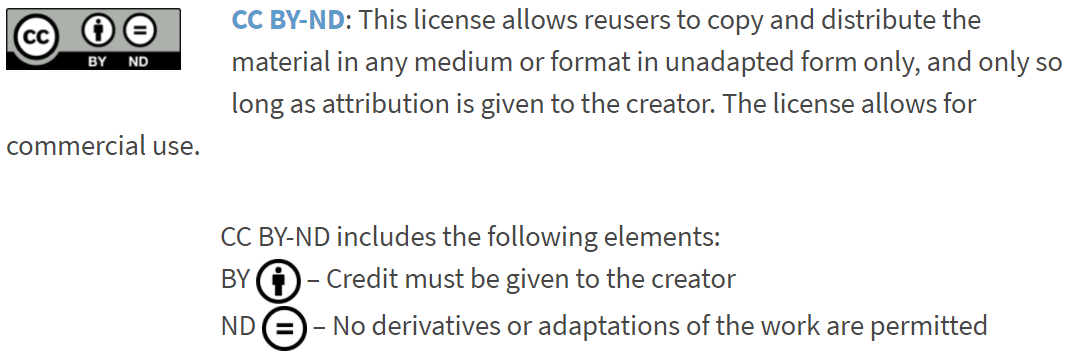 cc
BY ND
CC BY-ND: This license allows reusers to copy and distribute the
material in any medium or format in unadapted form only, and only so
long as attribution is given to the creator. The license allows for
commercial use.
CC BY-ND includes the following elements:
BY – Credit must be given to the creator
ND – No derivatives or adaptations of the work are permitted